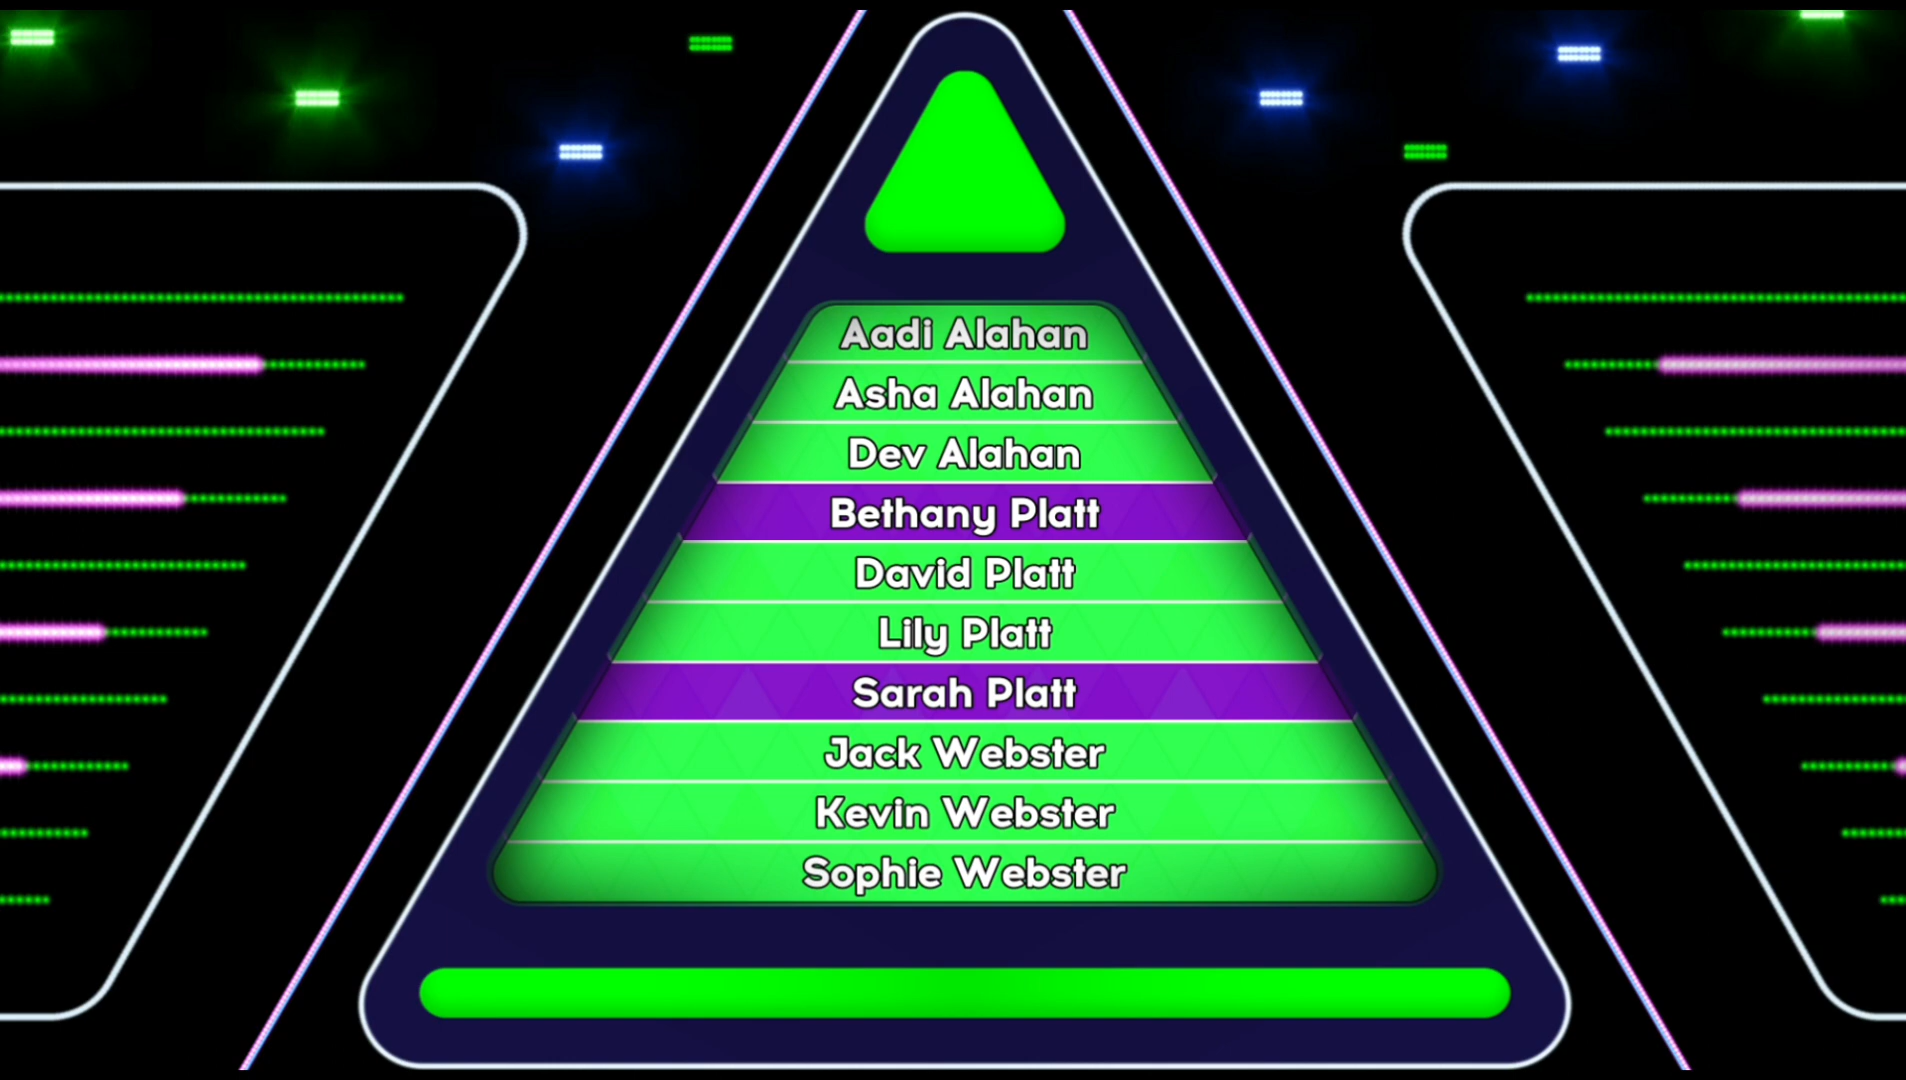 Aadi Alahan
Asha Alahan
Dev Alahan
Bethany Platt
David Platt
Lily Platt
Sarah Platt
Jack Webster
Kevin Webster
Sophie Webster